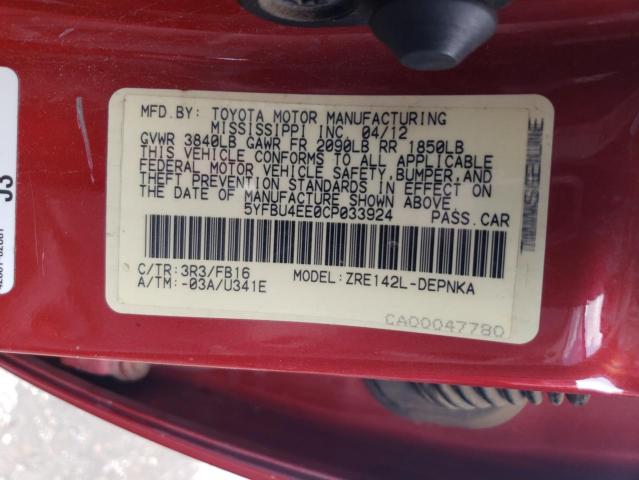 MFD.BY: TOYOTA MOTOR MANUFACTURING
MISSISSIPPI INC 04/12
GVWR 3840LB GAWR FR 2090LB RR 1850LB
THIS VEHICLE CONFORMS TO ALL APPLICABLE
FEDERAL MOTOR VEHICLE SAFETY,BUMPER,AND
THEFT PREVENTION STANDARDS IN EFFECT ON
THE DATE OF MANUFACTURE SHOWN ABOVE.
5YFBU4EE0CP033924 PASS.CAR
C/TR: 3R3/FB16 MODEL: ZRE142L-DEPNKA
A/TM: -03A/U341E
CA00047780